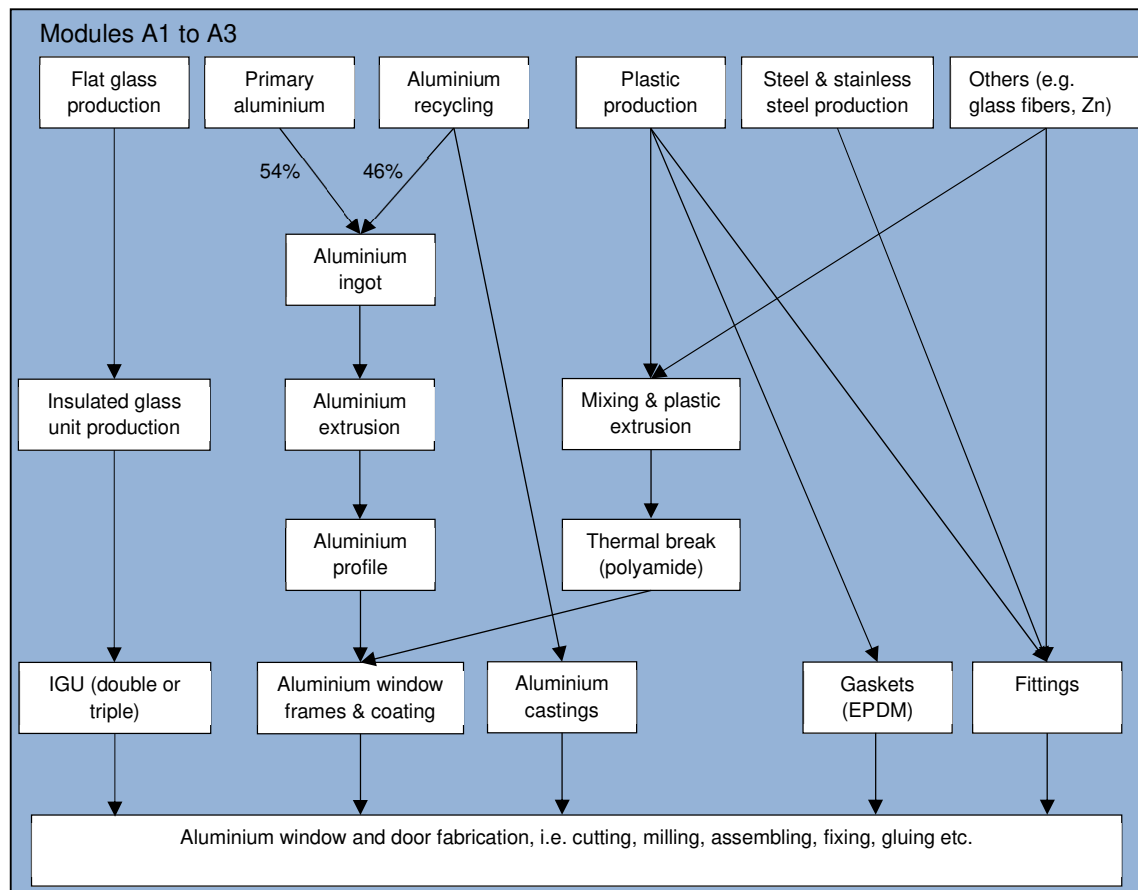 Modules A1 to A3
Flat glass
production
Primary
aluminium
Aluminium
recycling
Plastic
production
Steel & stainless
steel production
Others (e.g.
glass fibers, Zn)
54%
46%
Aluminium
ingot
Insulated glass
unit production
Aluminium
extrusion
Mixing & plastic
extrusion
Aluminium
profile
Thermal break
(polyamide)
IGU (double or
triple)
Aluminium window
frames & coating
Aluminium
castings
Gaskets
(EPDM)
Fittings
Aluminium window and door fabrication, i.e. cutting, milling, assembling, fixing, gluing etc.